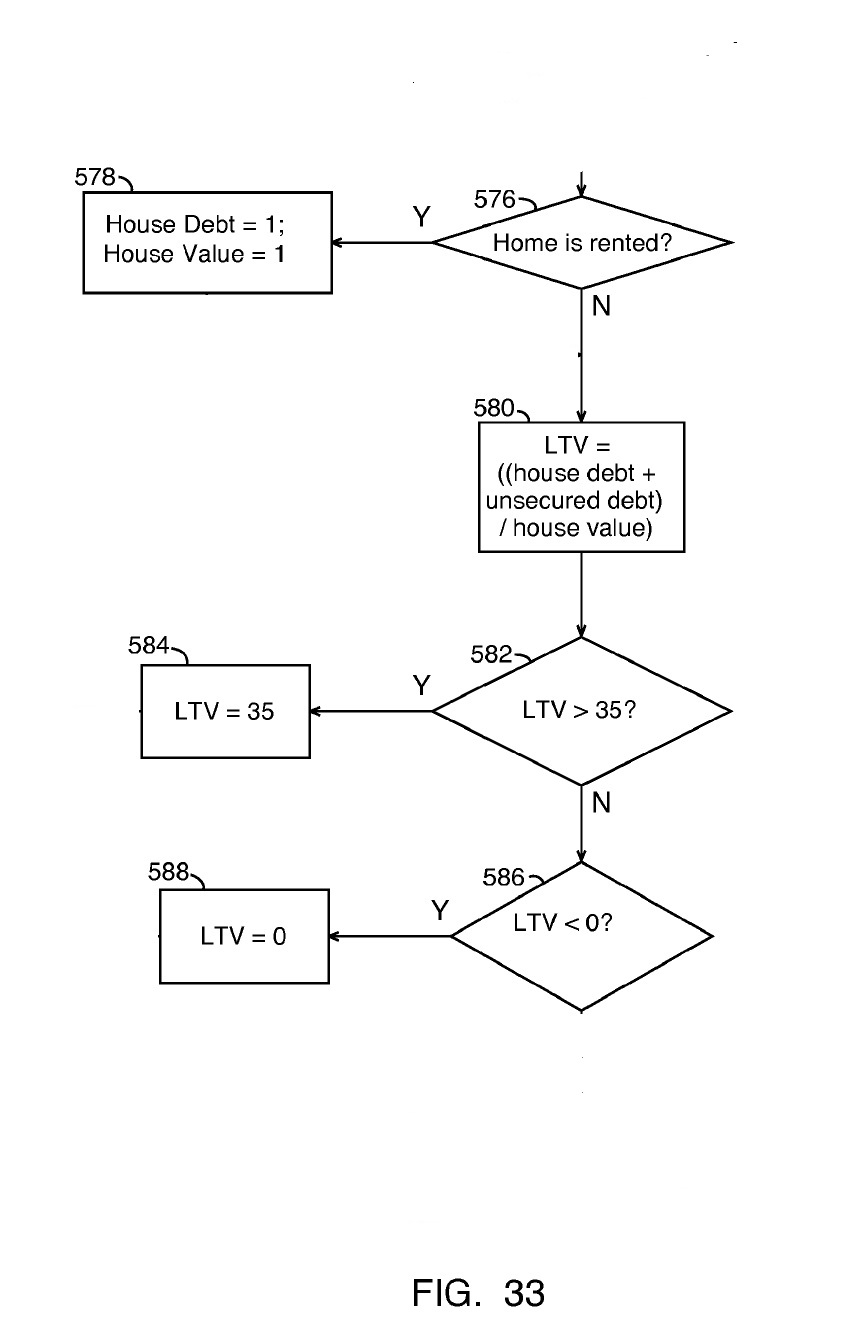 578
House Debt = 1;
House Value = 1
Y
576
Home is rented?
N
580
LTV =
((house debt +
unsecured debt)
/ house value)
584
LTV = 35
Y
582
LTV > 35?
N
588
LTV = 0
Y
586
LTV < 0?
FIG. 33